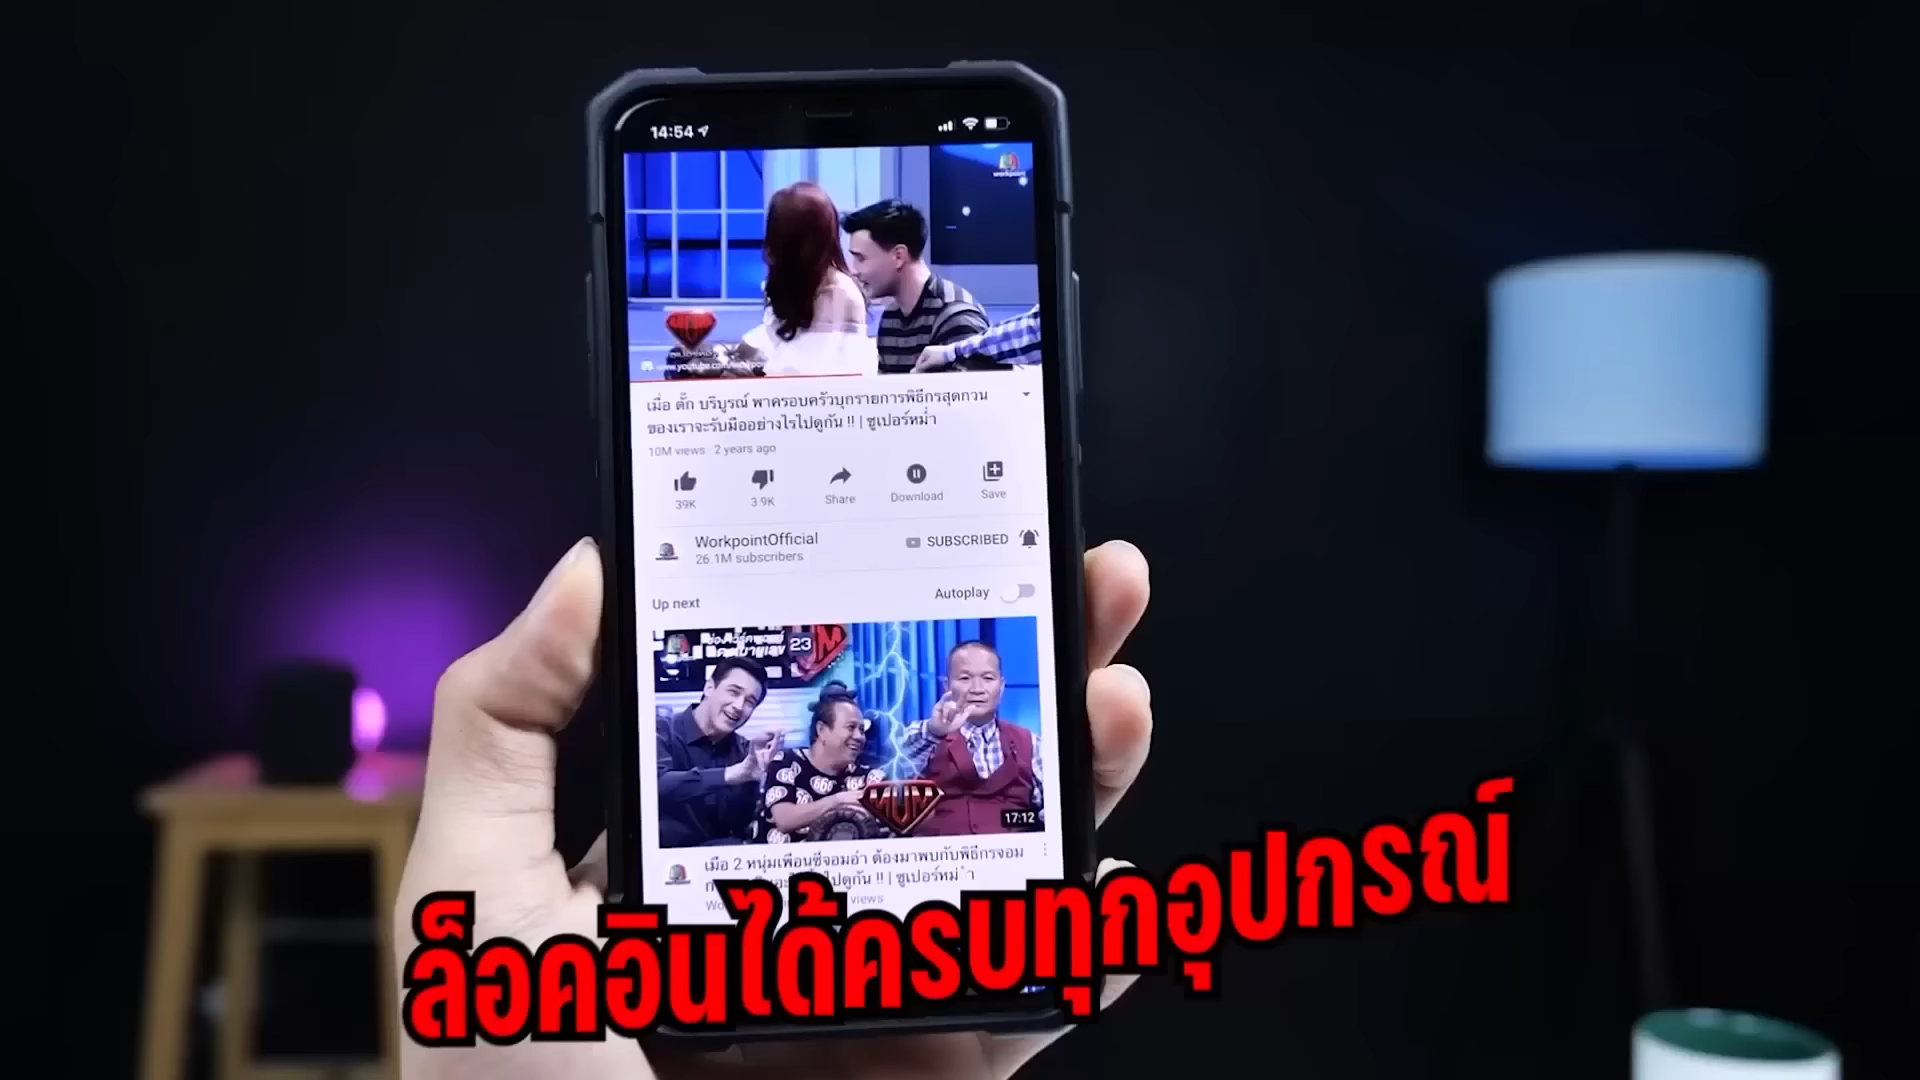 14:54
workpoint
เมื่อ ตั๊ก บริบูรณ์ พาครอบครัวบุกรายการพิธีกรสุดกวน
ของเราจะรับมืออย่างไรไปดูกัน !! | ซูเปอร์หม่ำ
10M views · 2 years ago
39K
3.9K
Share
Download
Save
WorkpointOfficial
26.1M subscribers
SUBSCRIBED
Up next
Autoplay
23
MUM
17:12
เมื่อ 2 หนุ่มเพื่อนซี้จอมอำ ต้องมาพบกับพิธีกรจอม
ไปดูกัน !! | ซูเปอร์หม่ำ
views
ล็อคอินได้ครบทุกอุปกรณ์